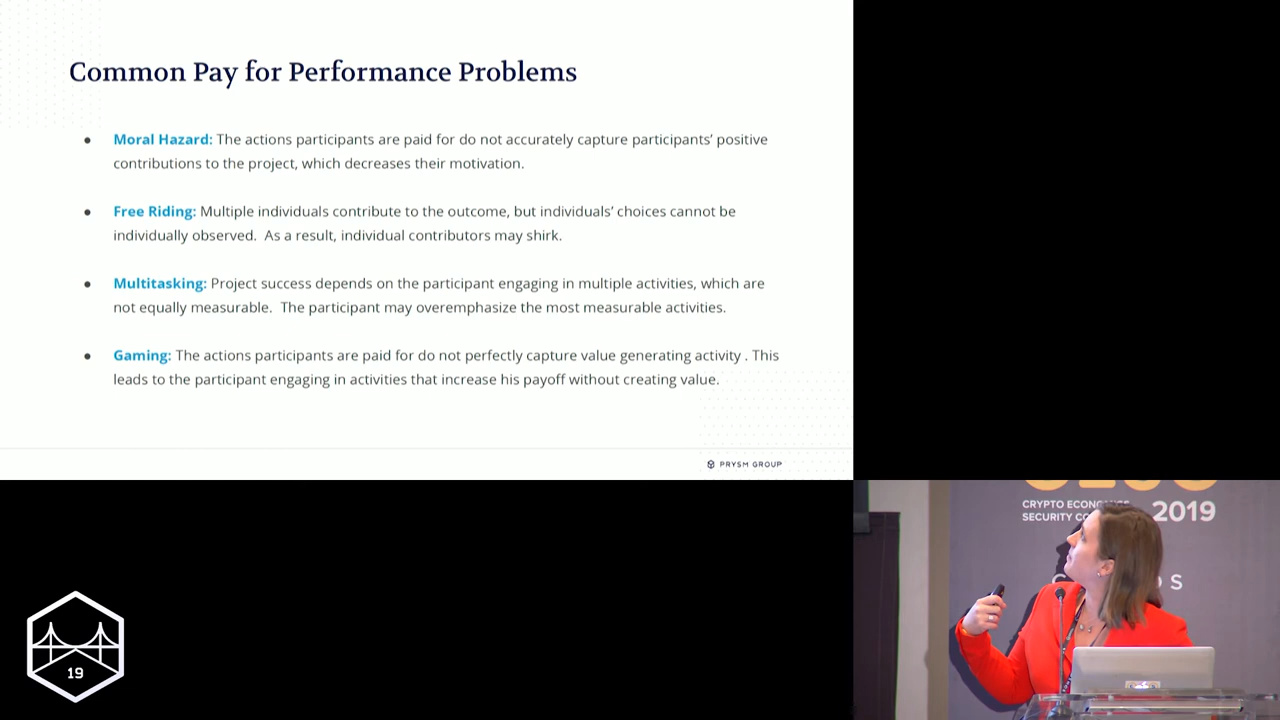 Common Pay for Performance Problems
● Moral Hazard: The actions participants are paid for do not accurately capture participants’ positive
contributions to the project, which decreases their motivation.
● Free Riding: Multiple individuals contribute to the outcome, but individuals’ choices cannot be
individually observed.  As a result, individual contributors may shirk.
● Multitasking: Project success depends on the participant engaging in multiple activities, which are
not equally measurable.  The participant may overemphasize the most measurable activities.
● Gaming: The actions participants are paid for do not perfectly capture value generating activity . This
leads to the participant engaging in activities that increase his payoff without creating value.
PRYSM GROUP
CRYPTO
SECURITY
2019
19